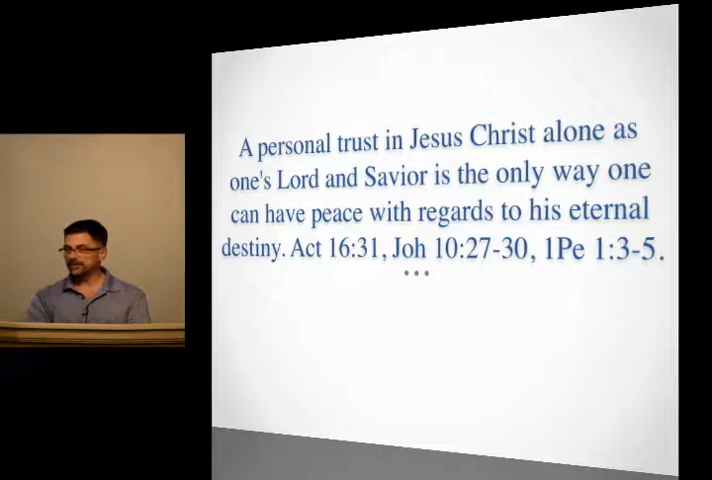 A personal trust in Jesus Christ alone as
one's Lord and Savior is the only way one
can have peace with regards to his eternal
destiny. Act 16:31, Joh 10:27-30, 1Pe 1:3-5.
...